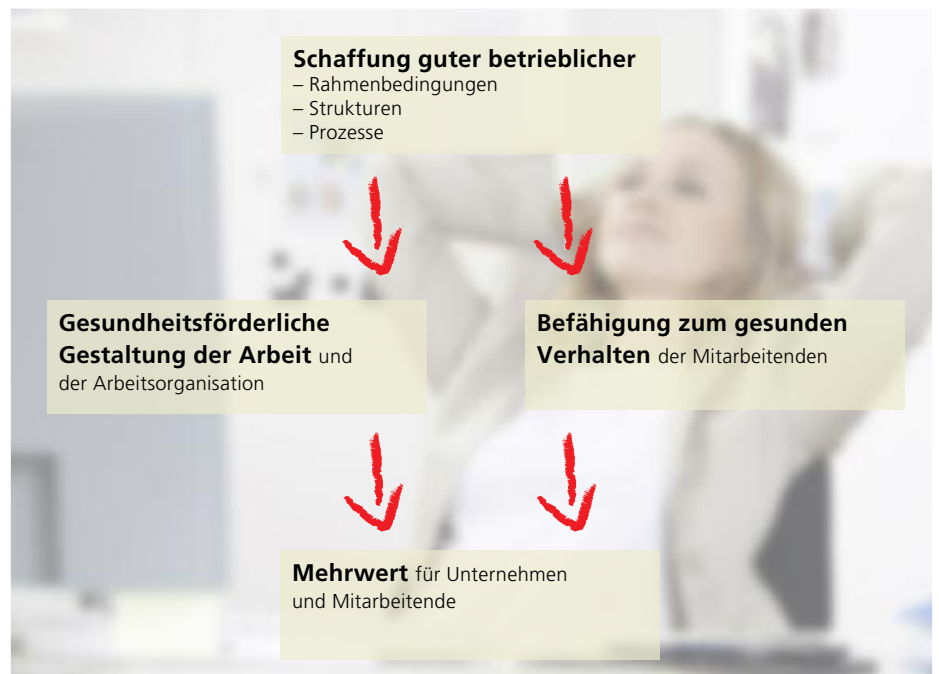 Schaffung guter betrieblicher
– Rahmenbedingungen
– Strukturen
– Prozesse
Gesundheitsförderliche
Gestaltung der Arbeit und
der Arbeitsorganisation
Befähigung zum gesunden
Verhalten der Mitarbeitenden
Mehrwert für Unternehmen
und Mitarbeitende